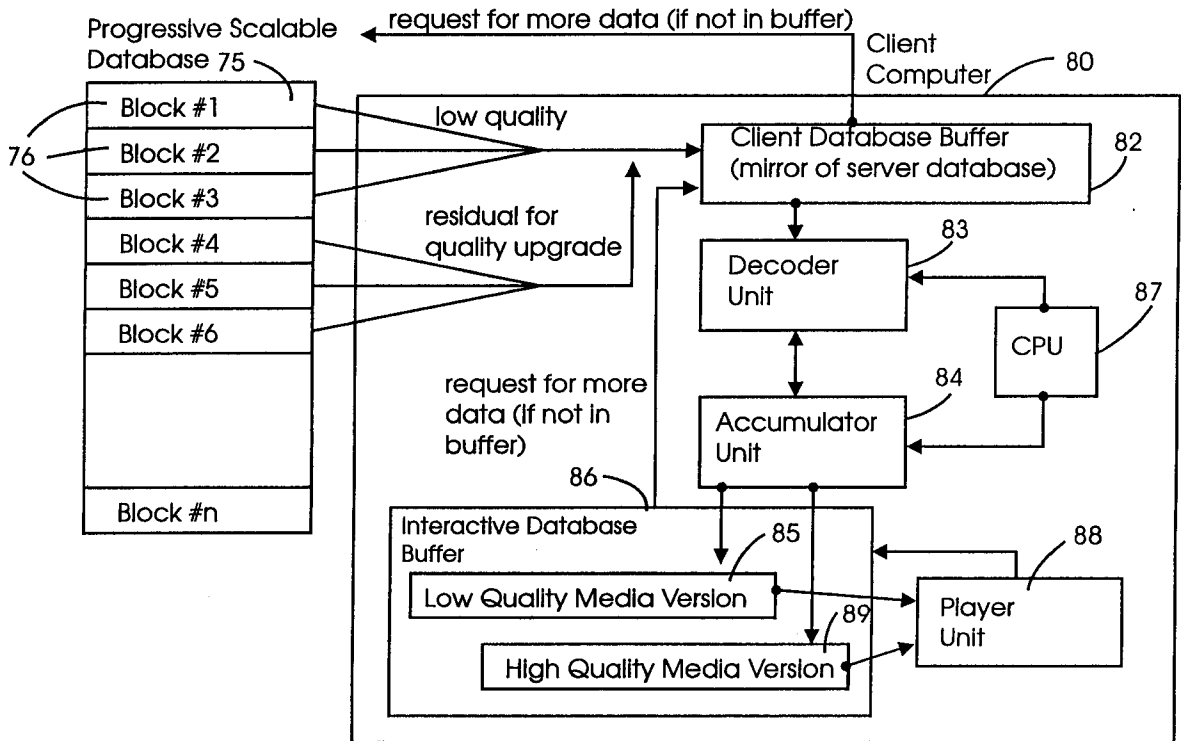 request for more data (if not in buffer)
Progressive Scalable
Database 75
Client
Computer
80
Block #1
Block #2
Block #3
Block #4
Block #5
Block #6
Block #n
76
low quality
residual for
quality upgrade
Client Database Buffer
(mirror of server database)
82
83
Decoder
Unit
87
CPU
84
Accumulator
Unit
request for more
data (if not in
buffer)
86
Interactive Database
Buffer
85
Low Quality Media Version
89
High Quality Media Version
88
Player
Unit